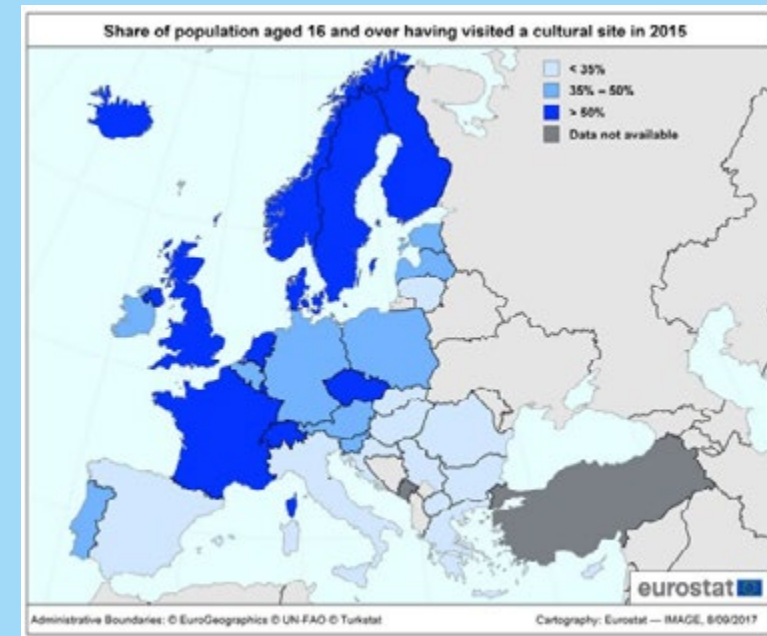 Share of population aged 16 and over having visited a cultural site in 2015
< 35%
35% – 50%
> 50%
Data not available
eurostat
Administrative Boundaries: © EuroGeographics © UN-FAO © Turkstat
Cartography: Eurostat — IMAGE, 8/09/2017